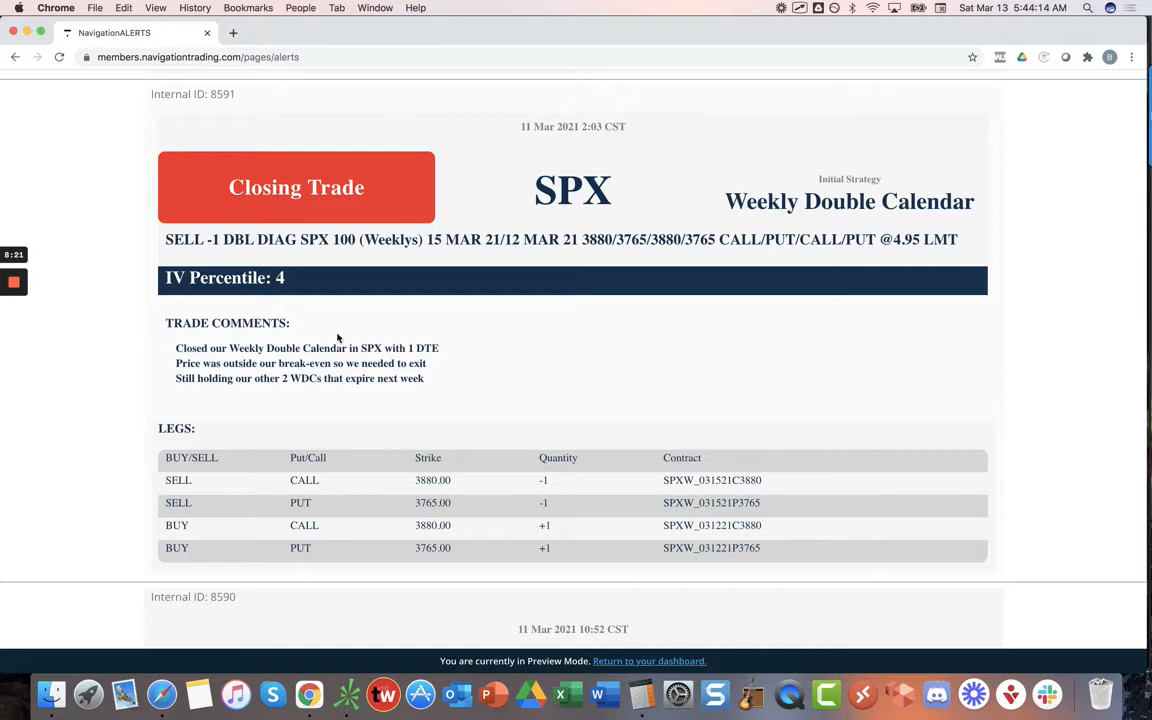 Chrome File Edit View History Bookmarks People Tab Window Help Sat Mar 13 5:44:14 AM
NavigationALERTS
members.navigationtrading.com/pages/alerts
B
Internal ID: 8591
11 Mar 2021 2:03 CST
Closing Trade
SPX
Initial Strategy
Weekly Double Calendar
SELL -1 DBL DIAG SPX 100 (Weeklys) 15 MAR 21/12 MAR 21 3880/3765/3880/3765 CALL/PUT/CALL/PUT @4.95 LMT
8:21
IV Percentile: 4
TRADE COMMENTS:
Closed our Weekly Double Calendar in SPX with 1 DTE
Price was outside our break-even so we needed to exit
Still holding our other 2 WDCs that expire next week
LEGS:
BUY/SELL Put/Call Strike Quantity Contract
SELL CALL 3880.00 -1 SPXW_031521C3880
SELL PUT 3765.00 -1 SPXW_031521P3765
BUY CALL 3880.00 +1 SPXW_031221C3880
BUY PUT 3765.00 +1 SPXW_031221P3765
Internal ID: 8590
11 Mar 2021 10:52 CST
You are currently in Preview Mode. Return to your dashboard.
tw